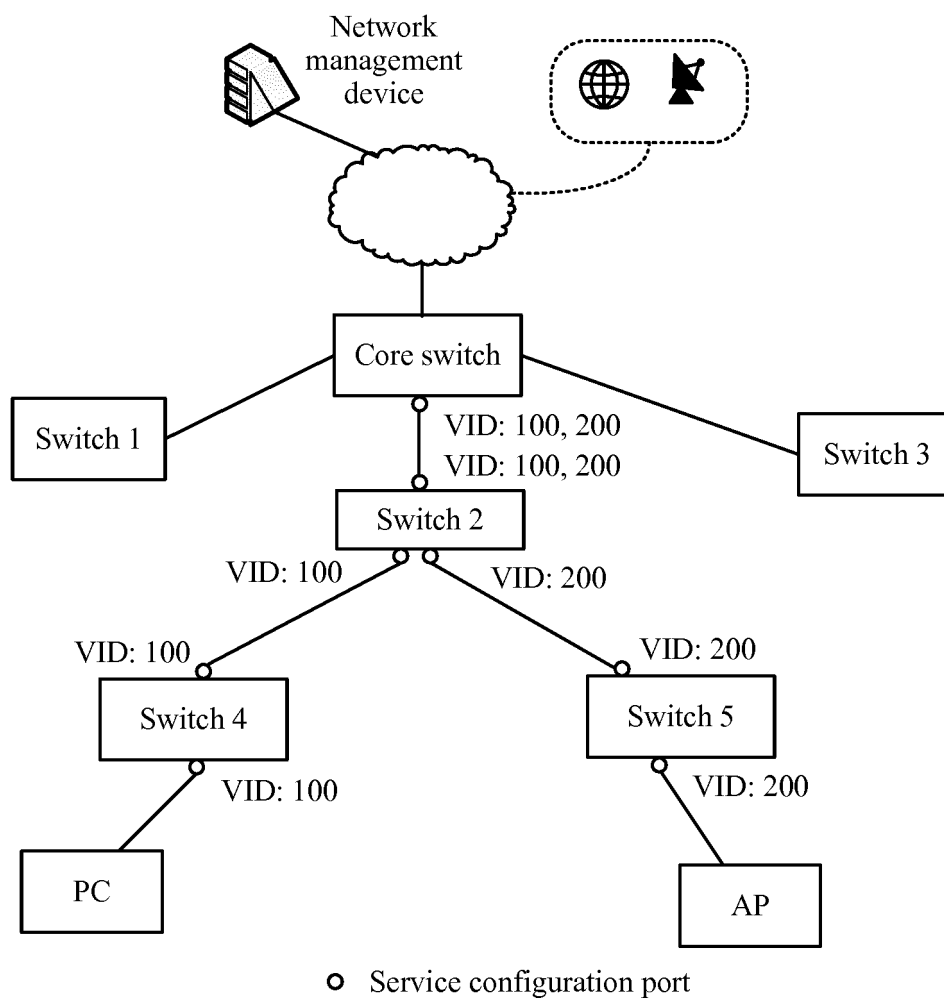 Network
management
device
Core switch
Switch 1
VID: 100, 200
Switch 3
VID: 100, 200
Switch 2
VID: 100
VID: 200
VID: 100
VID: 200
Switch 4
Switch 5
VID: 100
VID: 200
PC
AP
Service configuration port